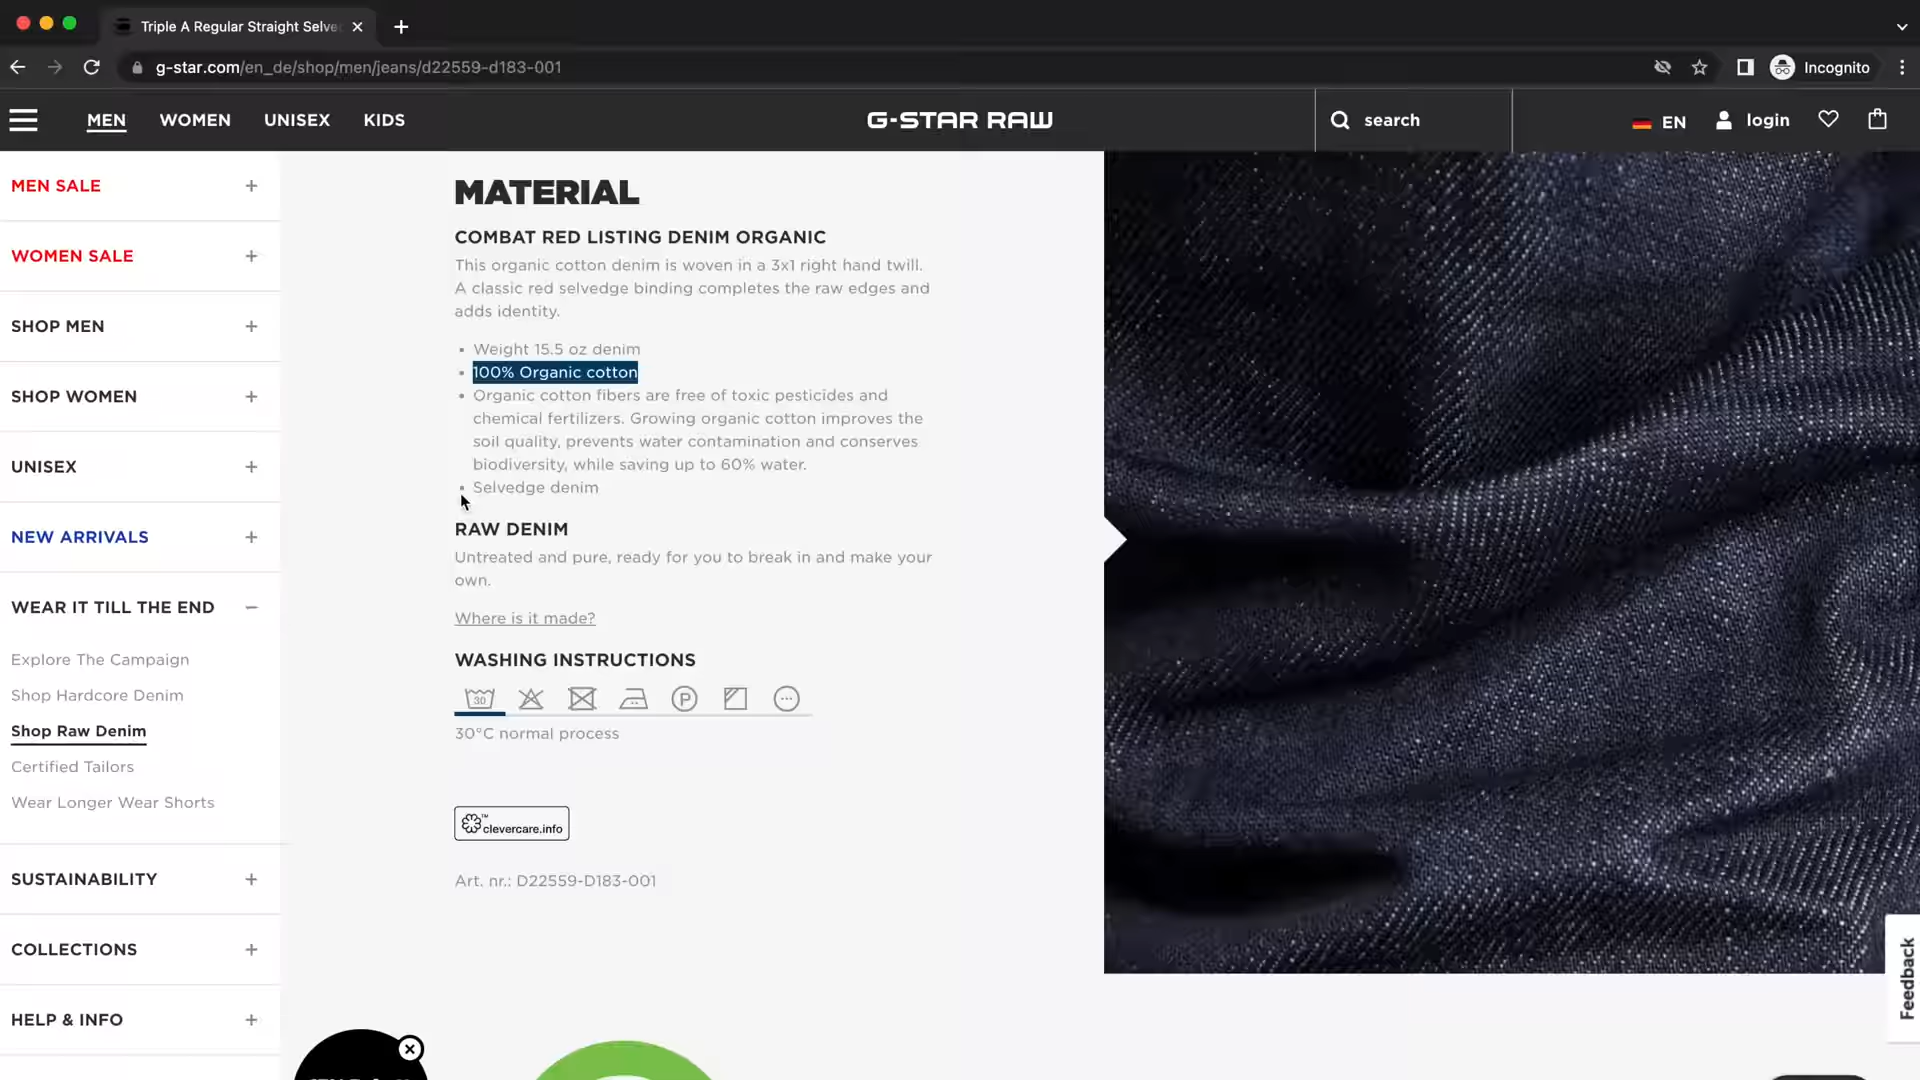 Triple A Regular Straight Selve
g-star.com/en_de/shop/men/jeans/d22559-d183-001
Incognito
MEN
WOMEN
UNISEX
KIDS
G-STAR RAW
search
EN
login
MEN SALE
WOMEN SALE
SHOP MEN
SHOP WOMEN
UNISEX
NEW ARRIVALS
WEAR IT TILL THE END
Explore The Campaign
Shop Hardcore Denim
Shop Raw Denim
Certified Tailors
Wear Longer Wear Shorts
SUSTAINABILITY
COLLECTIONS
HELP & INFO
MATERIAL
COMBAT RED LISTING DENIM ORGANIC
This organic cotton denim is woven in a 3x1 right hand twill.
A classic red selvedge binding completes the raw edges and
adds identity.
Weight 15.5 oz denim
100% Organic cotton
Organic cotton fibers are free of toxic pesticides and
chemical fertilizers. Growing organic cotton improves the
soil quality, prevents water contamination and conserves
biodiversity, while saving up to 60% water.
Selvedge denim
RAW DENIM
Untreated and pure, ready for you to break in and make your
own.
Where is it made?
WASHING INSTRUCTIONS
30
P
30°C normal process
clevercare.info
Art. nr.: D22559-D183-001
Feedback